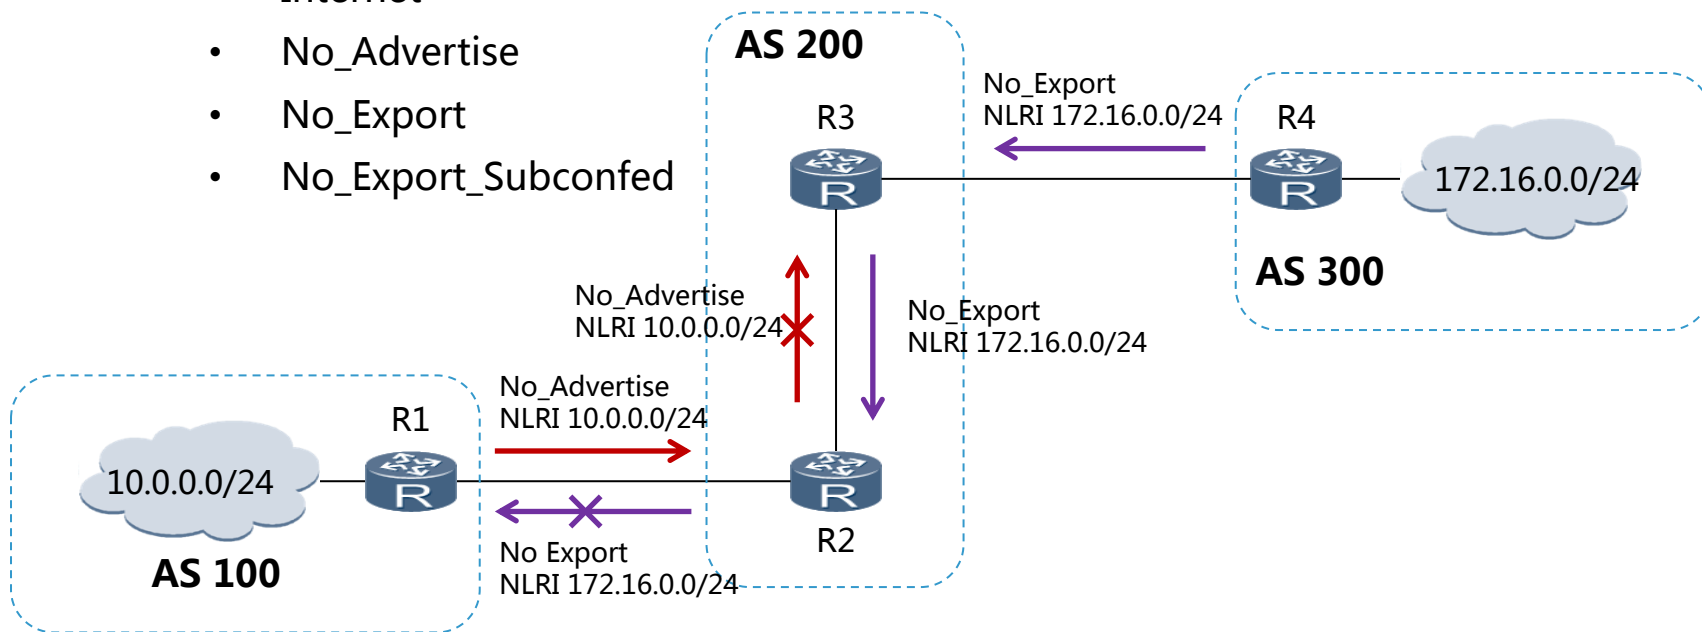 Internet
• No_Advertise
• No_Export
• No_Export_Subconfed
AS 200
R3
No_Export
NLRI 172.16.0.0/24
R4
172.16.0.0/24
AS 300
No_Advertise
NLRI 10.0.0.0/24
No_Export
NLRI 172.16.0.0/24
No_Advertise
NLRI 10.0.0.0/24
R1
10.0.0.0/24
AS 100
R2
No Export
NLRI 172.16.0.0/24
R
R
R
R